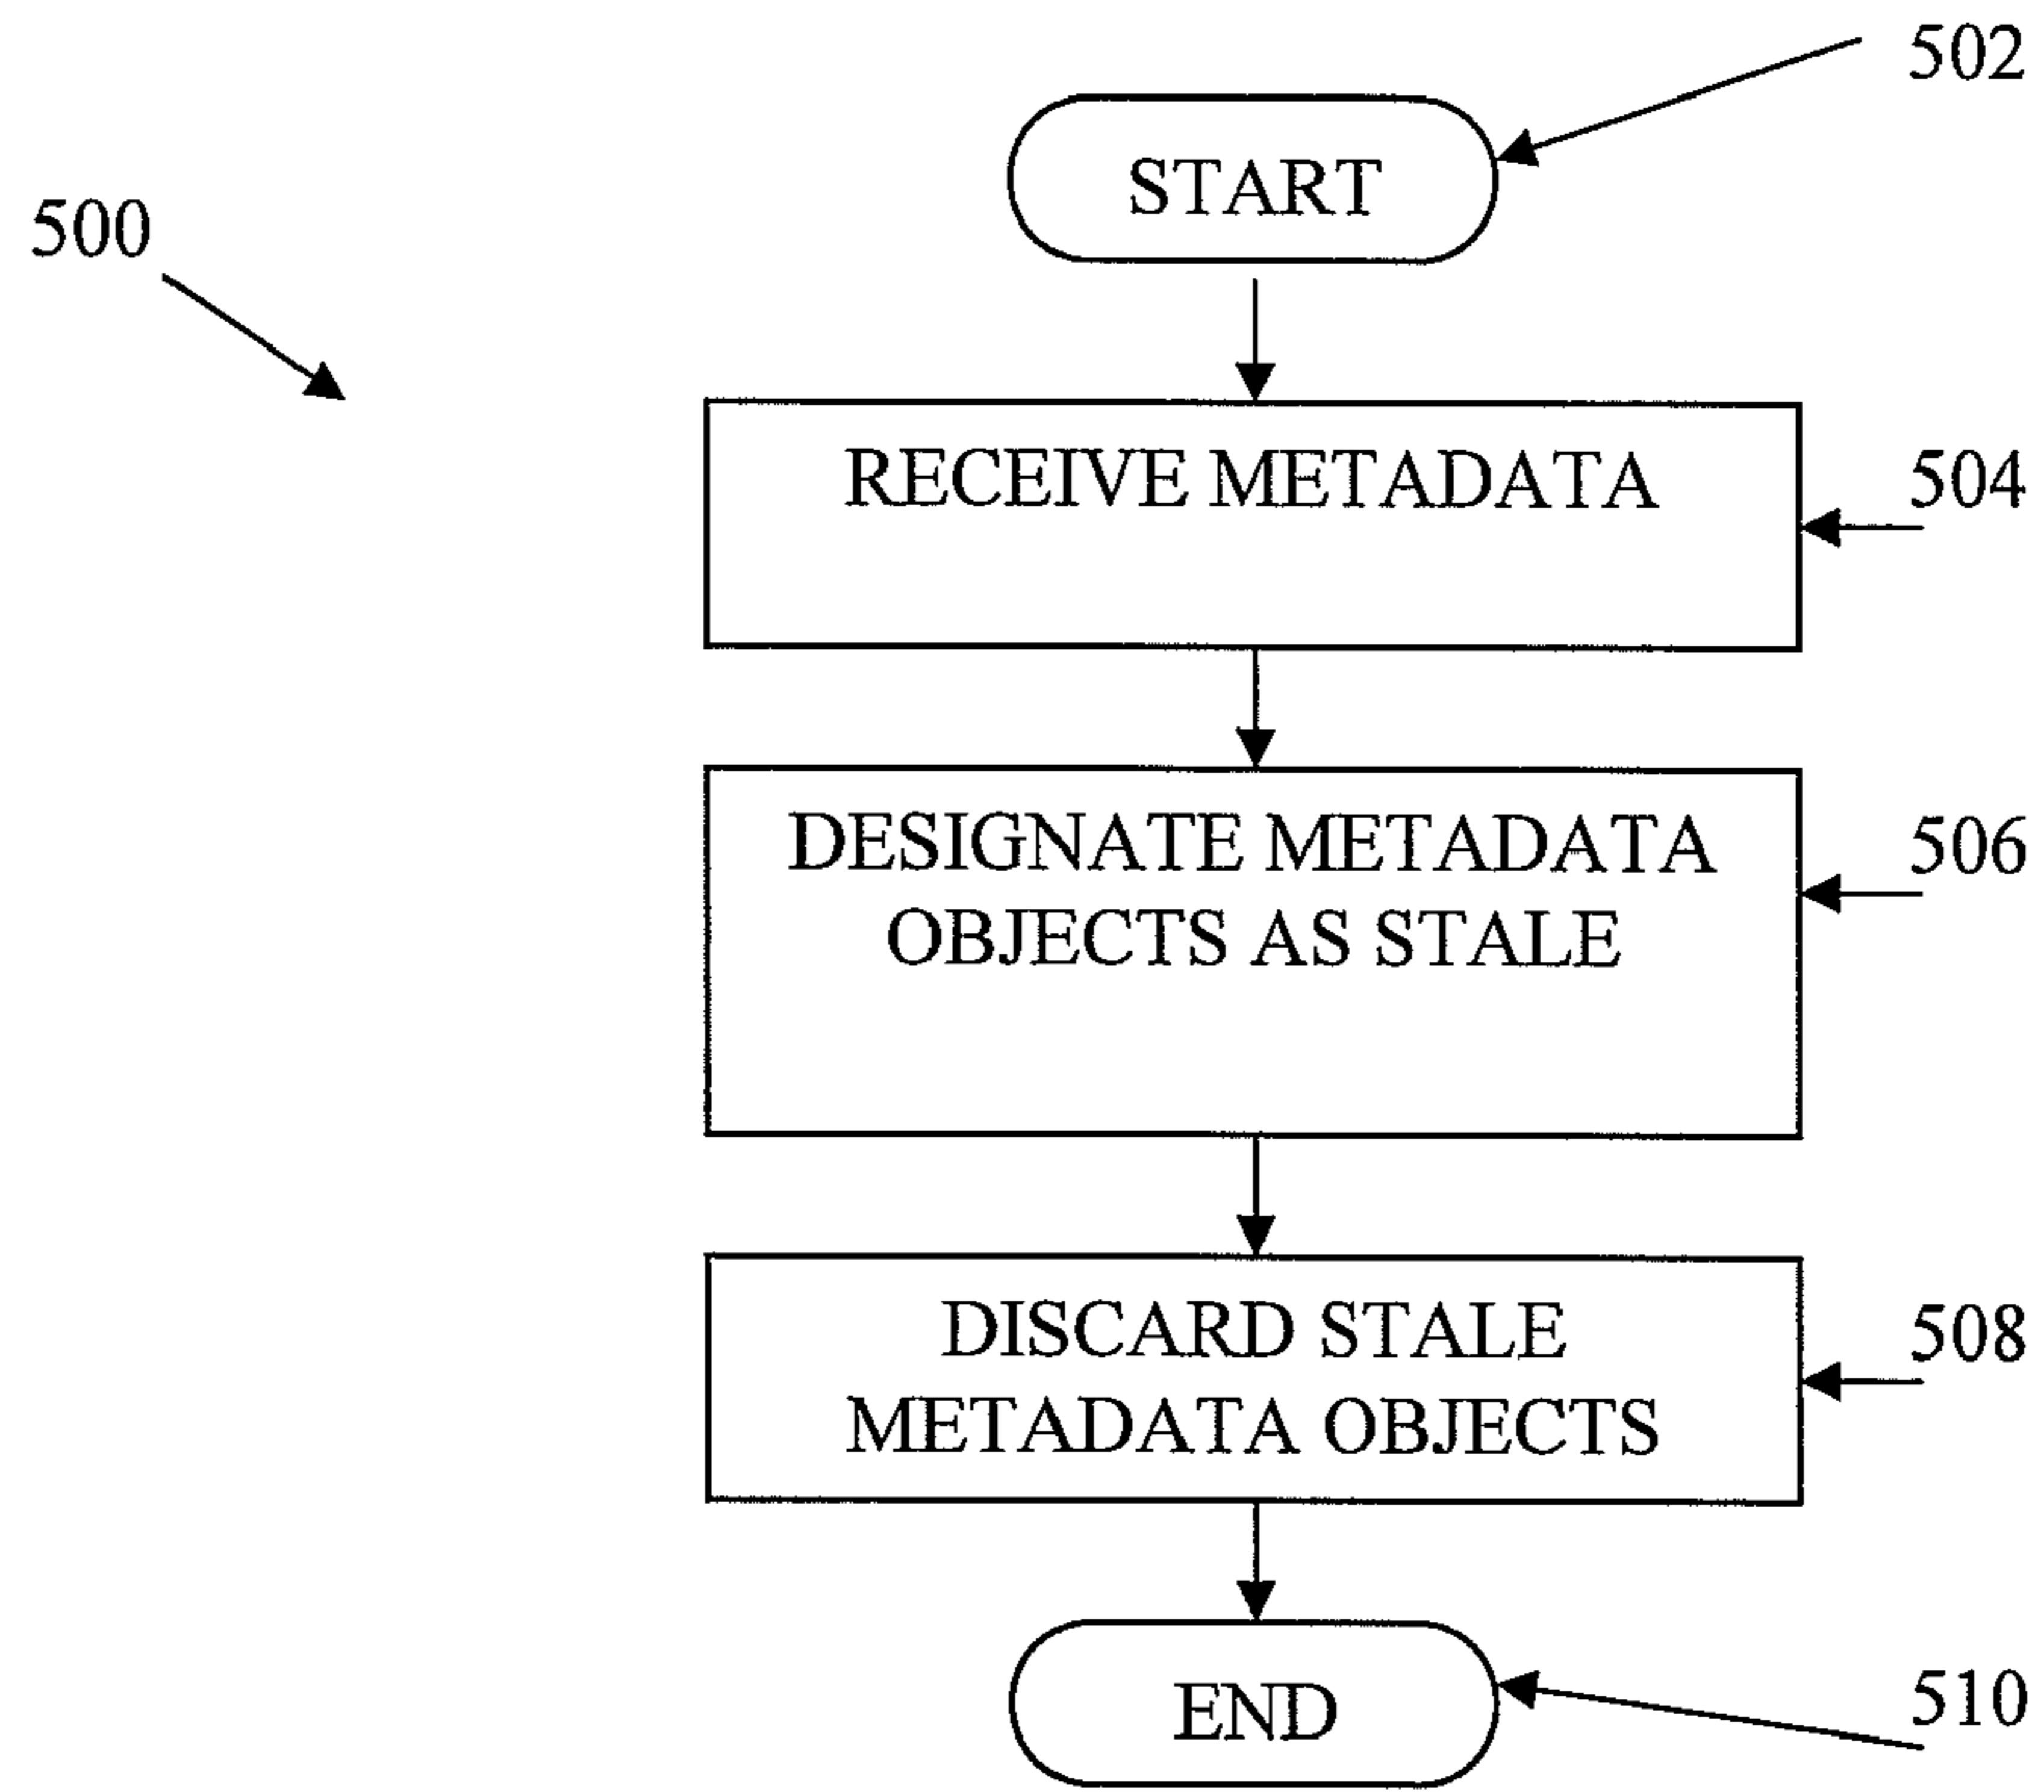 502
START
500
RECEIVE METADATA
504
DESIGNATE METADATA
OBJECTS AS STALE
506
DISCARD STALE
METADATA OBJECTS
508
END
510